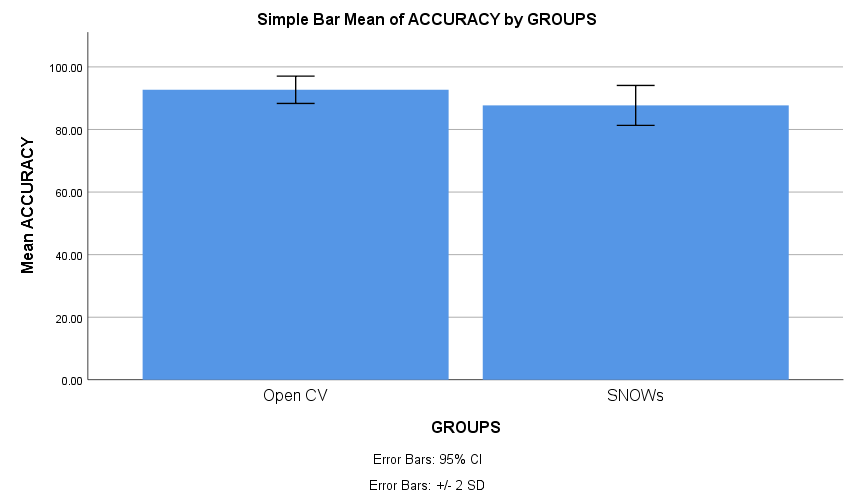 Simple Bar Mean of ACCURACY by GROUPS
100.00
80.00
60.00
40.00
20.00
0.00
Mean ACCURACY
Open CV
SNOWs
GROUPS
Error Bars: 95% CI
Error Bars: +/- 2 SD